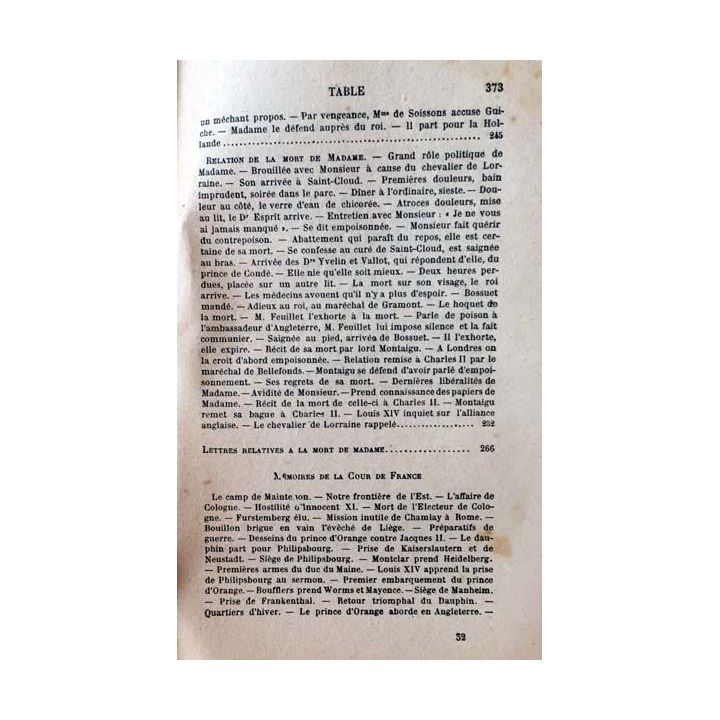 TABLE 373
un méchant propos. — Par vengeance, Mme de Soissons accuse Gui-
che. — Madame le défend auprès du roi. — Il part pour la Hol-
lande ........................................ 245
RELATION DE LA MORT DE MADAME. — Grand rôle politique de
Madame. — Brouillée avec Monsieur à cause du chevalier de Lor-
raine. — Son arrivée à Saint-Cloud. — Premières douleurs, bain
imprudent, soirée dans le parc. — Dîner à l'ordinaire, sieste. — Dou-
leur au côté, le verre d'eau de chicorée. — Atroces douleurs, mise
au lit, le Dr Esprit arrive. — Entretien avec Monsieur : « Je ne vous
ai jamais manqué ». — Se dit empoisonnée. — Monsieur fait quérir
du contrepoison. — Abattement qui paraît du repos, elle est cer-
taine de sa mort. — Se confesse au curé de Saint-Cloud, est saignée
au bras. — Arrivée des Drs Yvelin et Vallot, qui répondent d'elle, du
prince de Condé. — Elle nie qu'elle soit mieux. — Deux heures per-
dues, placée sur un autre lit. — La mort sur son visage, le roi
arrive. — Les médecins avouent qu'il n'y a plus d'espoir. — Bossuet
mandé. — Adieux au roi, au maréchal de Gramont. — Le hoquet de
la mort. — M. Feuillet l'exhorte à la mort. — Parle de poison à
l'ambassadeur d'Angleterre, M. Feuillet lui impose silence et la fait
communier. — Saignée au pied, arrivée de Bossuet. — Il l'exhorte,
elle expire. — Récit de sa mort par lord Montaigu. — A Londres on
la croit d'abord empoisonnée. — Relation remise à Charles II par le
maréchal de Bellefonds. — Montaigu se défend d'avoir parlé d'empoi-
sonnement. — Ses regrets de sa mort. — Dernières libéralités de
Madame. — Avidité de Monsieur. — Prend connaissance des papiers de
Madame. — Récit de la mort de celle-ci à Charles II. — Montaigu
remet sa bague à Charles II. — Louis XIV inquiet sur l'alliance
anglaise. — Le chevalier de Lorraine rappelé ................. 252
LETTRES RELATIVES A LA MORT DE MADAME ................. 266
MÉMOIRES DE LA COUR DE FRANCE
Le camp de Maintenon. — Notre frontière de l'Est. — L'affaire de
Cologne. — Hostilité d'Innocent XI. — Mort de l'Electeur de Colo-
gne. — Furstemberg élu. — Mission inutile de Chamlay à Rome. —
Bouillon brigue en vain l'évêché de Liège. — Préparatifs de
guerre. — Desseins du prince d'Orange contre Jacques II. — Le dau-
phin part pour Philipsbourg. — Prise de Kaiserslautern et de
Neustadt. — Siège de Philipsbourg. — Montclar prend Heidelberg.
— Premières armes du duc du Maine. — Louis XIV apprend la prise
de Philipsbourg au sermon. — Premier embarquement du prince
d'Orange. — Boufflers prend Worms et Mayence. — Siège de Manheim.
— Prise de Frankenthal. — Retour triomphal du Dauphin. —
Quartiers d'hiver. — Le prince d'Orange aborde en Angleterre. —
32